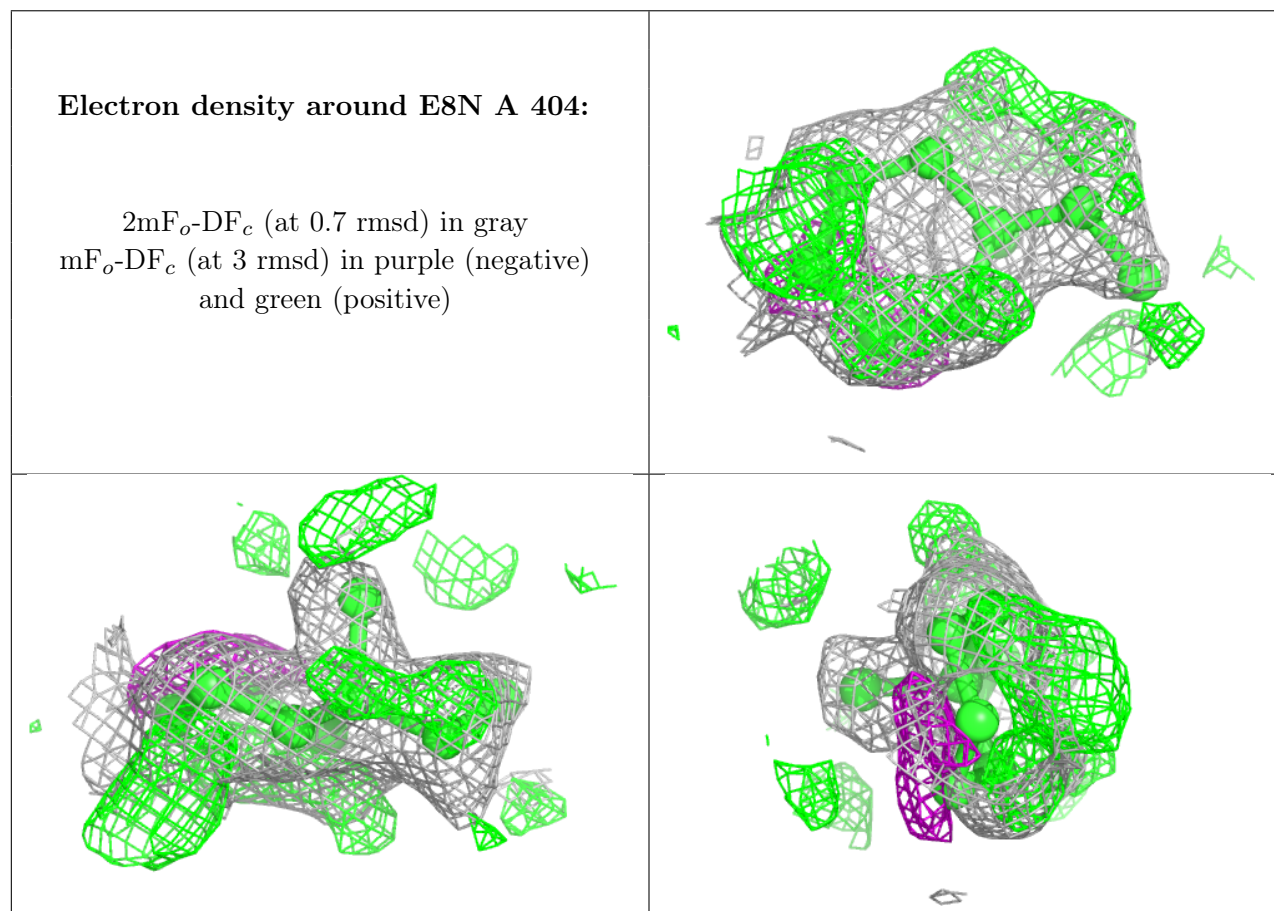 Electron density around E8N A 404:
2mFo-DFc (at 0.7 rmsd) in gray
mFo-DFc (at 3 rmsd) in purple (negative)
and green (positive)